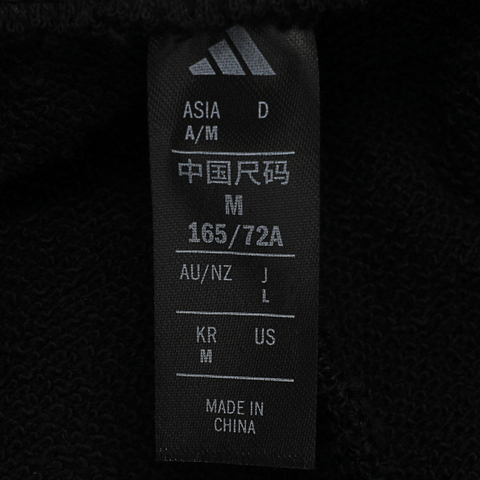 ASIA D
A/M
中国尺码
M
165/72A
AU/NZ J
L
KR US
M
MADE IN
CHINA